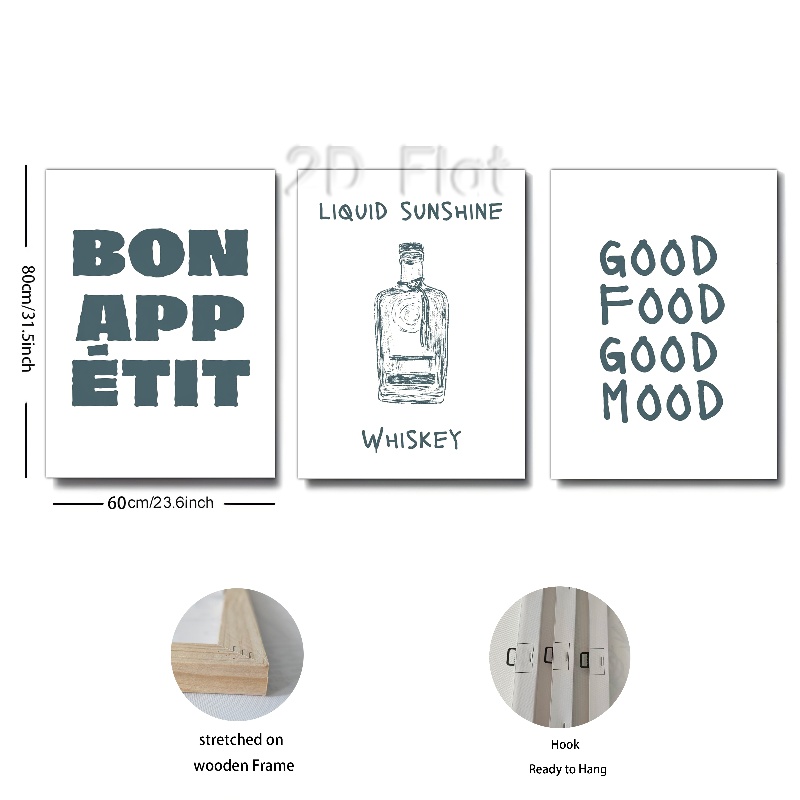 2D Flat
BON
APP
ÉTIT
LIQUID SUNSHINE
WHISKEY
GOOD
FOOD
GOOD
MOOD
80cm/31.5inch
60cm/23.6inch
stretched on
wooden Frame
Hook
Ready to Hang